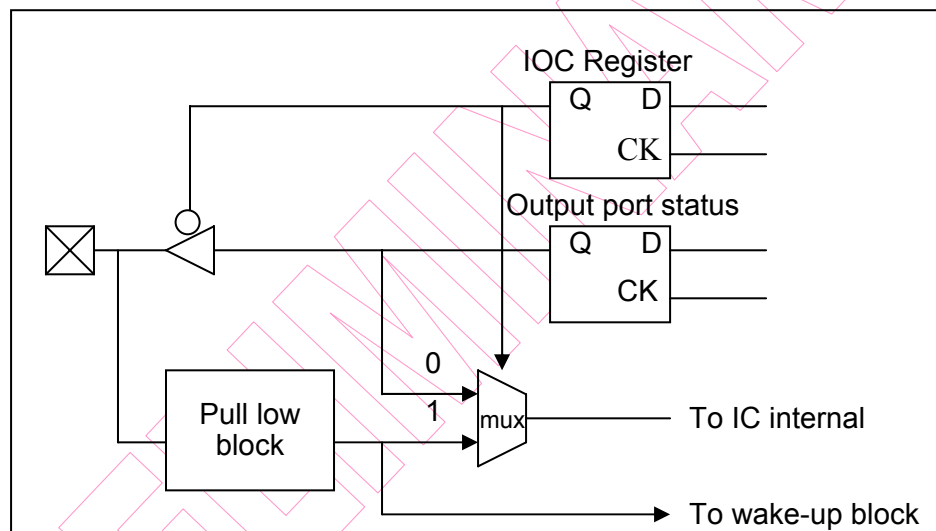 IOC Register
Q D
CK
Output port status
Q D
CK
0
1
mux
Pull low
block
To IC internal
To wake-up block